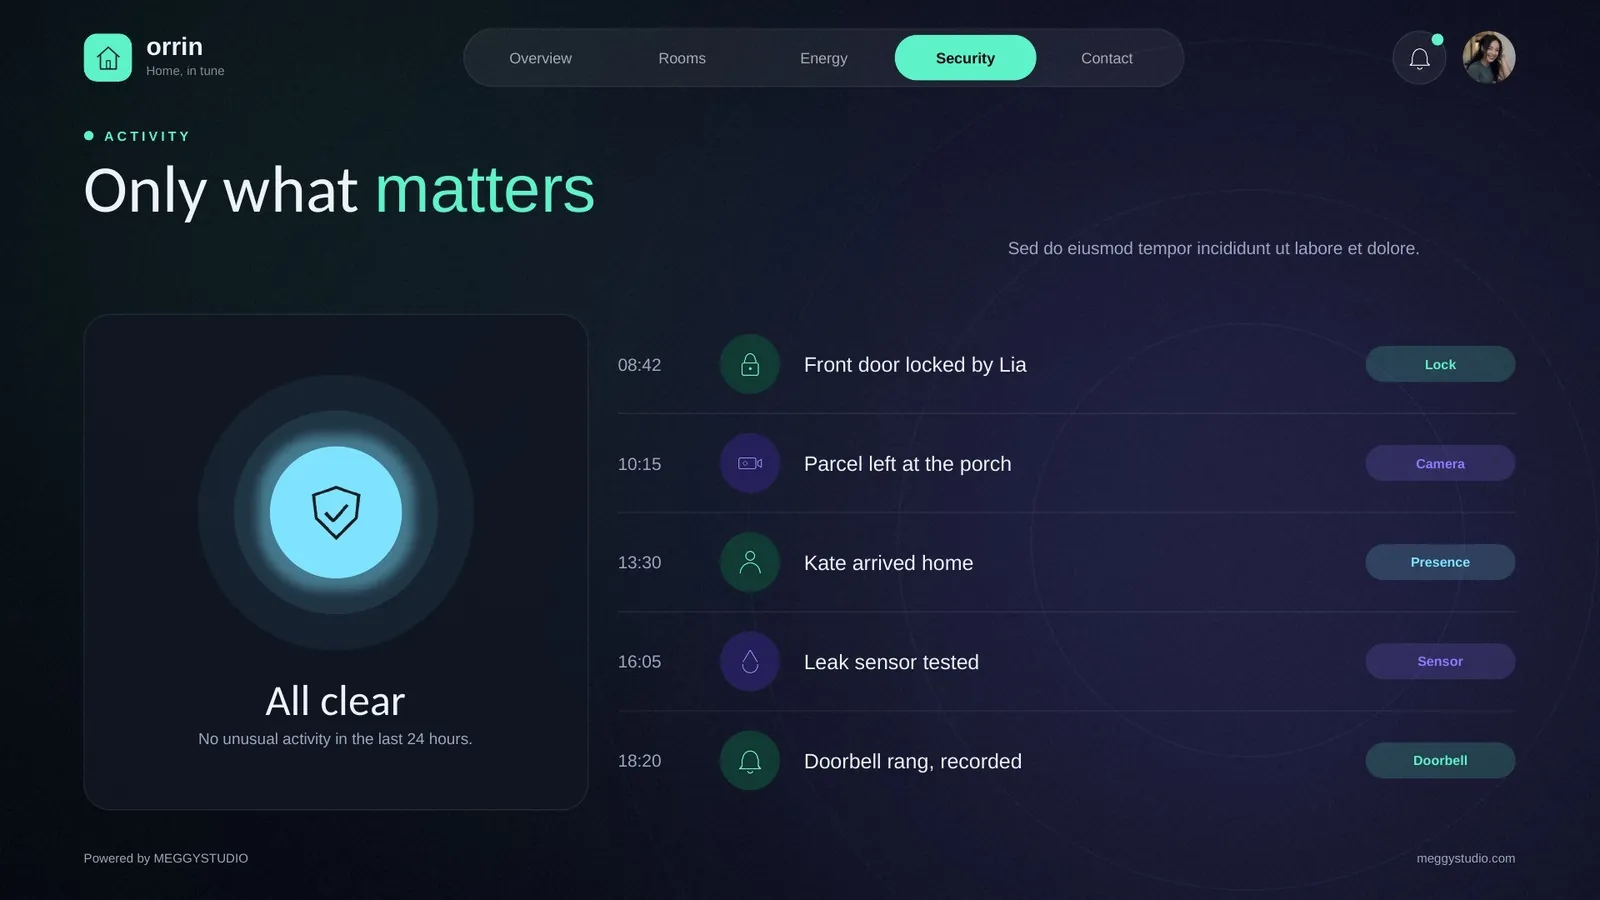 orrin
Home, in tune
Overview
Rooms
Energy
Security
Contact
ACTIVITY
Only what matters
Sed do eiusmod tempor incididunt ut labore et dolore.
All clear
No unusual activity in the last 24 hours.
08:42 Front door locked by Lia Lock
10:15 Parcel left at the porch Camera
13:30 Kate arrived home Presence
16:05 Leak sensor tested Sensor
18:20 Doorbell rang, recorded Doorbell
Powered by MEGGYSTUDIO
meggystudio.com